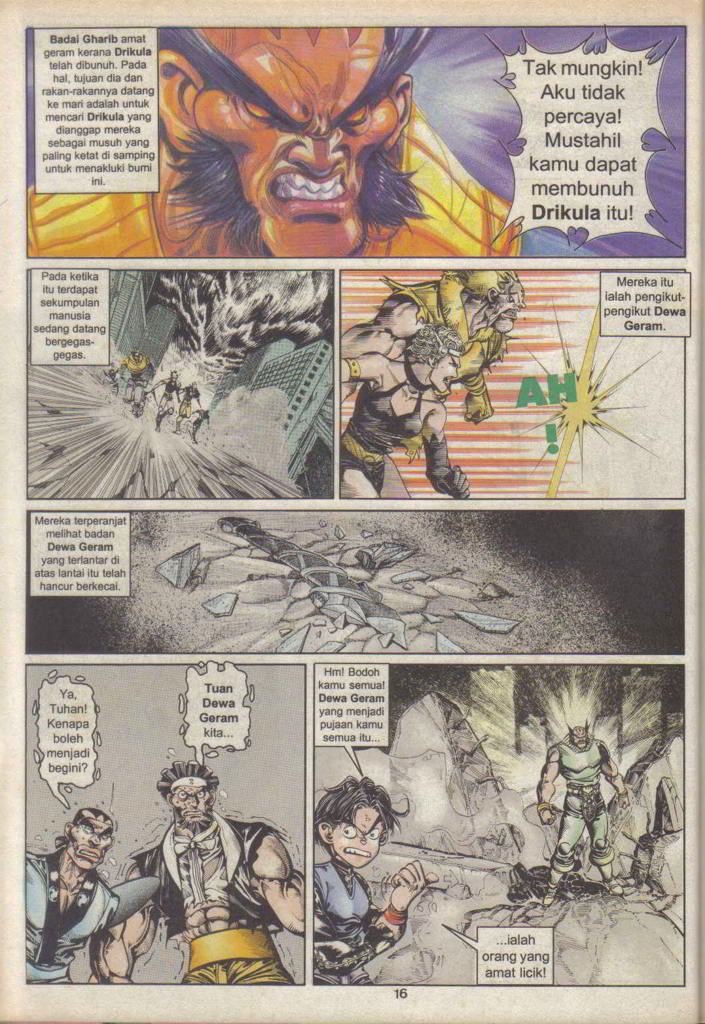 Badai Gharib amat
geram kerana Drikula
telah dibunuh. Pada
hal, tujuan dia dan
rakan-rakannya datang
ke mari adalah untuk
mencari Drikula yang
dianggap mereka
sebagai musuh yang
paling ketat di samping
untuk menakluki bumi
ini.
Tak mungkin!
Aku tidak
percaya!
Mustahil
kamu dapat
membunuh
Drikula itu!
Pada ketika
itu terdapat
sekumpulan
manusia
sedang datang
bergegas-
gegas.
Mereka itu
ialah pengikut-
pengikut Dewa
Geram.
AH
!
Mereka terperanjat
melihat badan
Dewa Geram
yang terlantar di
atas lantai itu telah
hancur berkecai.
Ya,
Tuhan!
Kenapa
boleh
menjadi
begini?
Tuan
Dewa
Geram
kita...
Hm! Bodoh
kamu semua!
Dewa Geram
yang menjadi
pujaan kamu
semua itu...
...ialah
orang yang
amat licik!
16